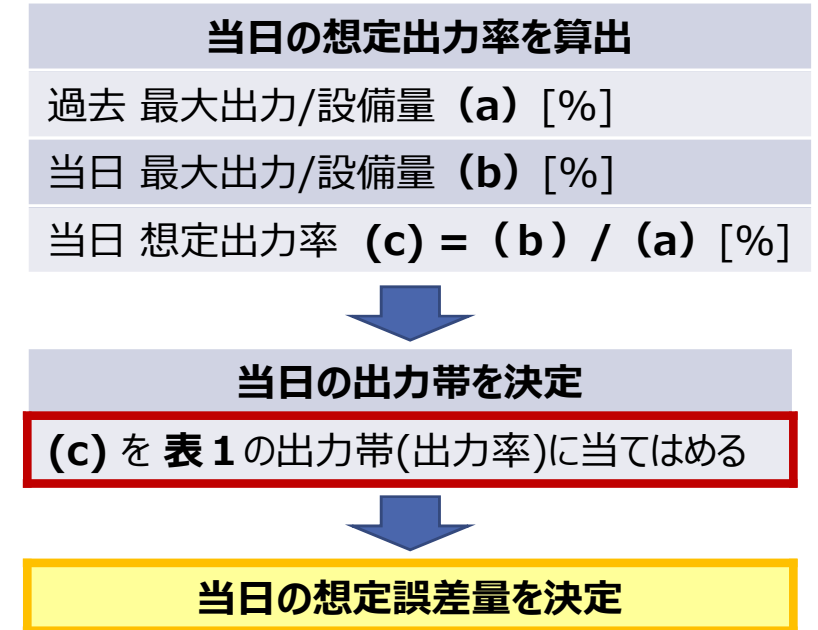 当日の想定出力率を算出
過去 最大出力/設備量（a）[%]
当日 最大出力/設備量（b）[%]
当日 想定出力率 (c) =（b）/（a）[%]
当日の出力帯を決定
(c) を 表１の出力帯(出力率)に当てはめる
当日の想定誤差量を決定